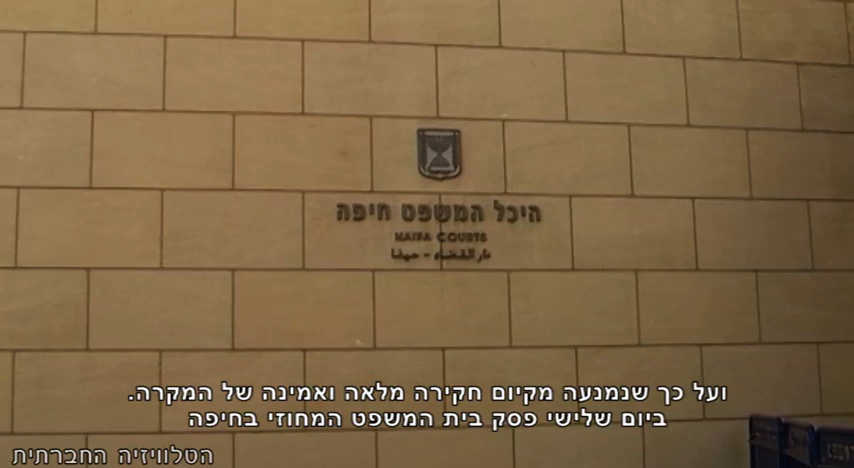 היכל המשפט חיפה
HAIFA COURTS
دار القضاء - حيفا
ועל כך שנמנעה מקיום חקירה מלאה ואמינה של המקרה.
ביום שלישי פסק בית המשפט המחוזי בחיפה
הטלוויזיה החברתית